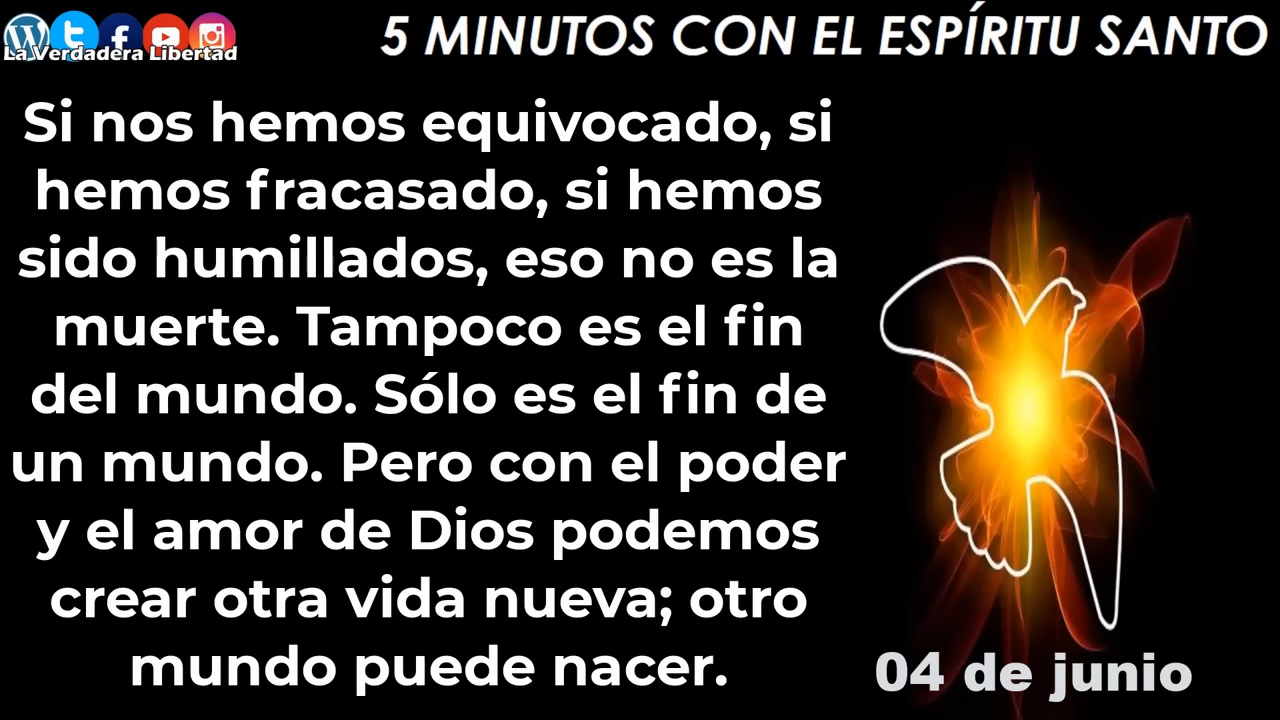 La Verdadera Libertad
5 MINUTOS CON EL ESPÍRITU SANTO
Si nos hemos equivocado, si
hemos fracasado, si hemos
sido humillados, eso no es la
muerte. Tampoco es el fin
del mundo. Sólo es el fin de
un mundo. Pero con el poder
y el amor de Dios podemos
crear otra vida nueva; otro
mundo puede nacer.
04 de junio